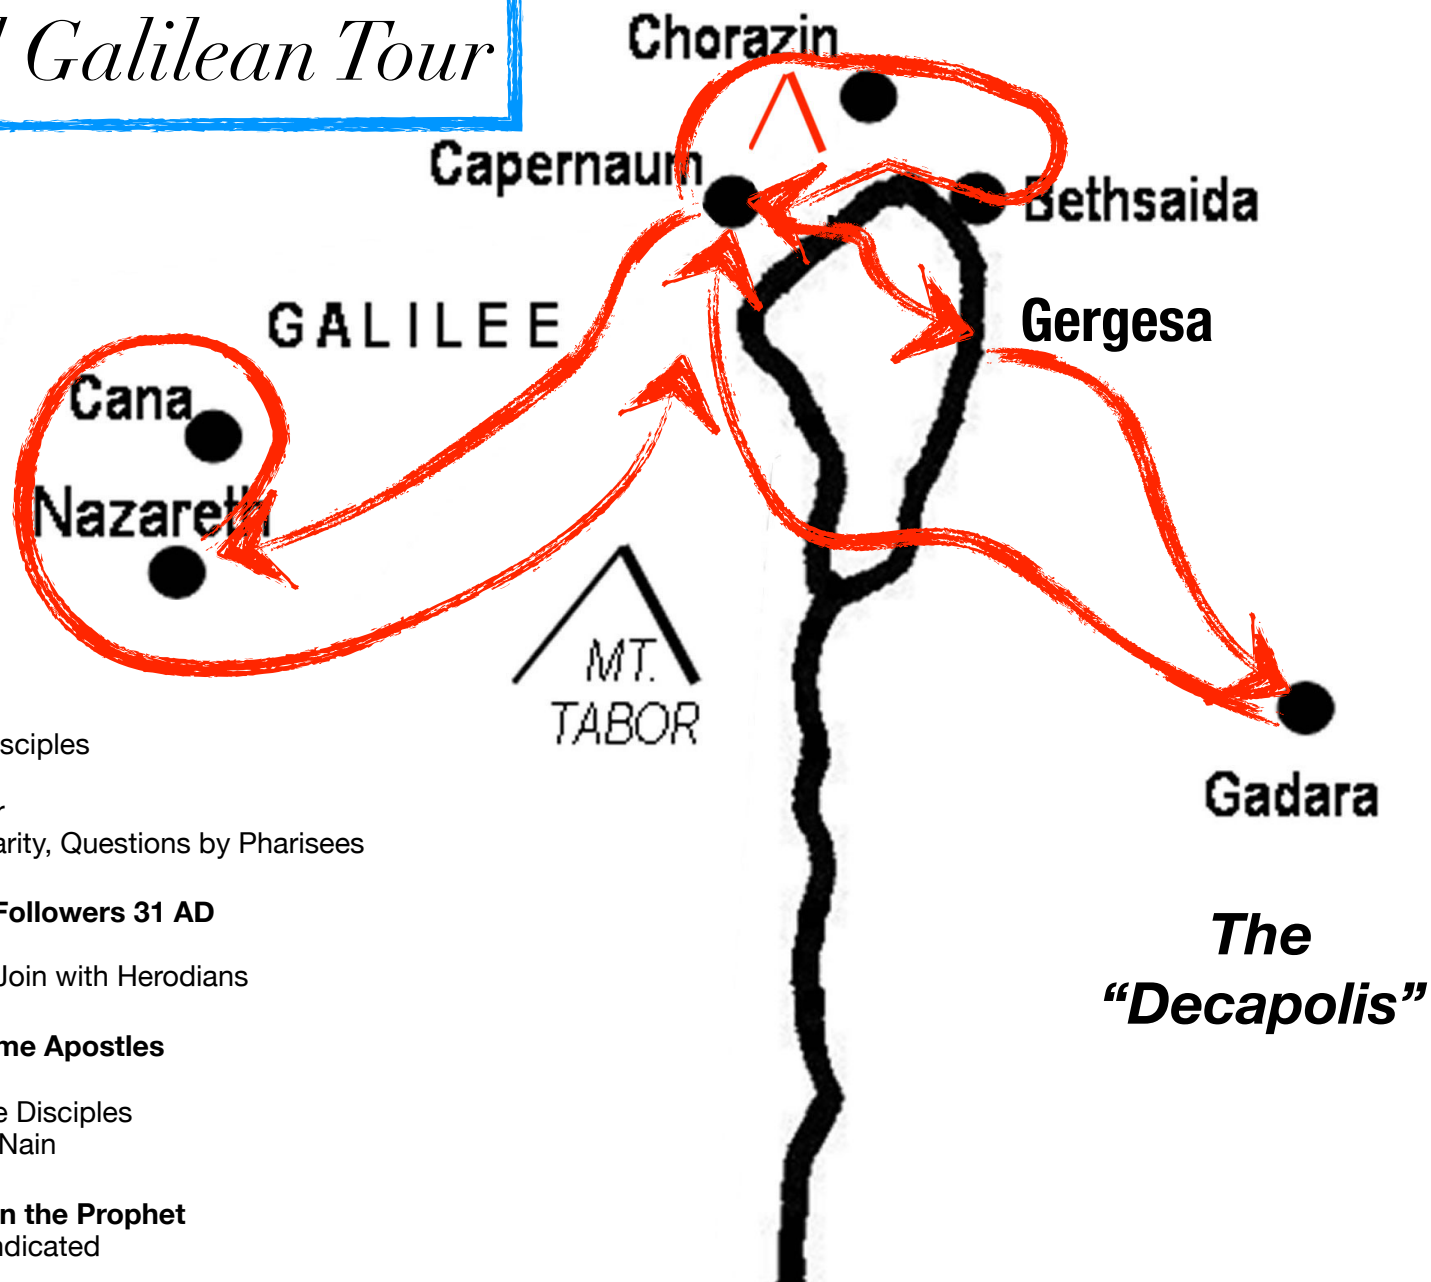 Galilean Tour
Chorazin
Capernaum
Bethsaida
GALILEE
Gergesa
Cana
Nazareth
MT.
TABOR
Gadara
sciples
r
arity, Questions by Pharisees
Followers 31 AD
Join with Herodians
me Apostles
e Disciples
Nain
n the Prophet
ndicated
The
“Decapolis”